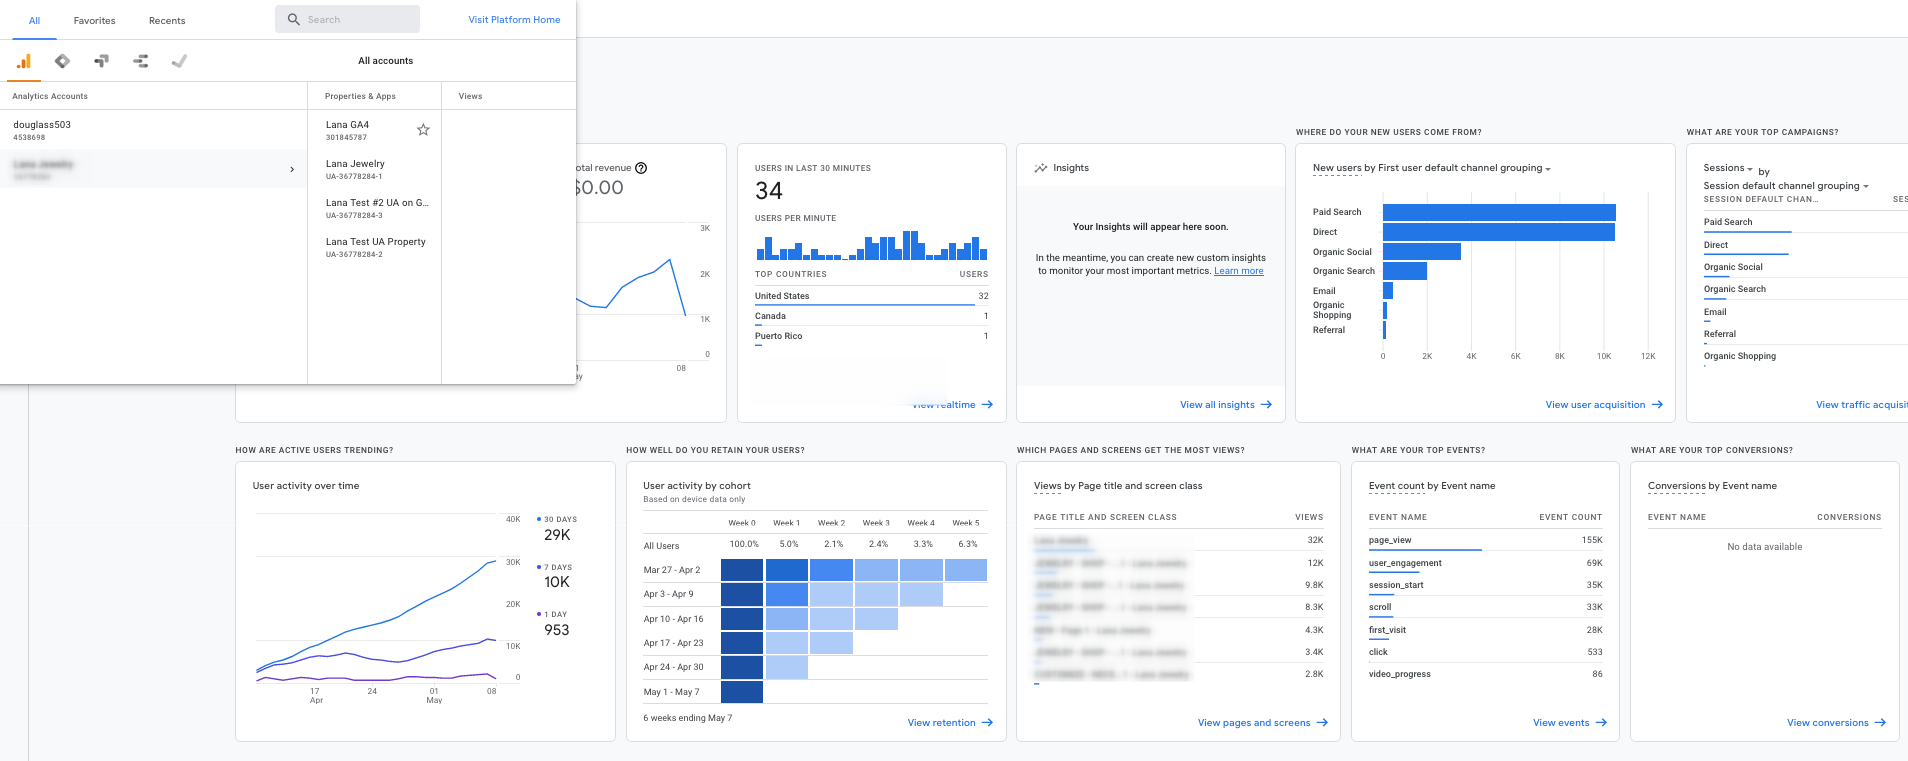 All
Favorites
Recents
Search
Visit Platform Home
All accounts
Analytics Accounts
Properties & Apps
Views
douglass503
4538698
Lana Jewelry
Lana GA4
301845787
Lana Jewelry
UA-36778284-1
Lana Test #2 UA on G...
UA-36778284-3
Lana Test UA Property
UA-36778284-2
otal revenue
$0.00
3K
2K
1K
0
08
ay
USERS IN LAST 30 MINUTES
34
USERS PER MINUTE
TOP COUNTRIES USERS
United States 32
Canada 1
Puerto Rico 1
View realtime
Insights
Your Insights will appear here soon.
In the meantime, you can create new custom insights
to monitor your most important metrics. Learn more
View all insights
WHERE DO YOUR NEW USERS COME FROM?
New users by First user default channel grouping
Paid Search
Direct
Organic Social
Organic Search
Email
Organic
Shopping
Referral
0 2K 4K 6K 8K 10K 12K
View user acquisition
WHAT ARE YOUR TOP CAMPAIGNS?
Sessions by
Session default channel grouping
SESSION DEFAULT CHAN... SES
Paid Search
Direct
Organic Social
Organic Search
Email
Referral
Organic Shopping
View traffic acquisit
HOW ARE ACTIVE USERS TRENDING?
User activity over time
40K
30K
20K
10K
0
17 24 01 08
Apr May
30 DAYS
29K
7 DAYS
10K
1 DAY
953
HOW WELL DO YOU RETAIN YOUR USERS?
User activity by cohort
Based on device data only
Week 0 Week 1 Week 2 Week 3 Week 4 Week 5
All Users 100.0% 5.0% 2.1% 2.4% 3.3% 6.3%
Mar 27 - Apr 2
Apr 3 - Apr 9
Apr 10 - Apr 16
Apr 17 - Apr 23
Apr 24 - Apr 30
May 1 - May 7
6 weeks ending May 7
View retention
WHICH PAGES AND SCREENS GET THE MOST VIEWS?
Views by Page title and screen class
PAGE TITLE AND SCREEN CLASS VIEWS
32K
12K
9.8K
8.3K
4.3K
3.4K
2.8K
View pages and screens
WHAT ARE YOUR TOP EVENTS?
Event count by Event name
EVENT NAME EVENT COUNT
page_view 155K
user_engagement 69K
session_start 35K
scroll 33K
first_visit 28K
click 533
video_progress 86
View events
WHAT ARE YOUR TOP CONVERSIONS?
Conversions by Event name
EVENT NAME CONVERSIONS
No data available
View conversions